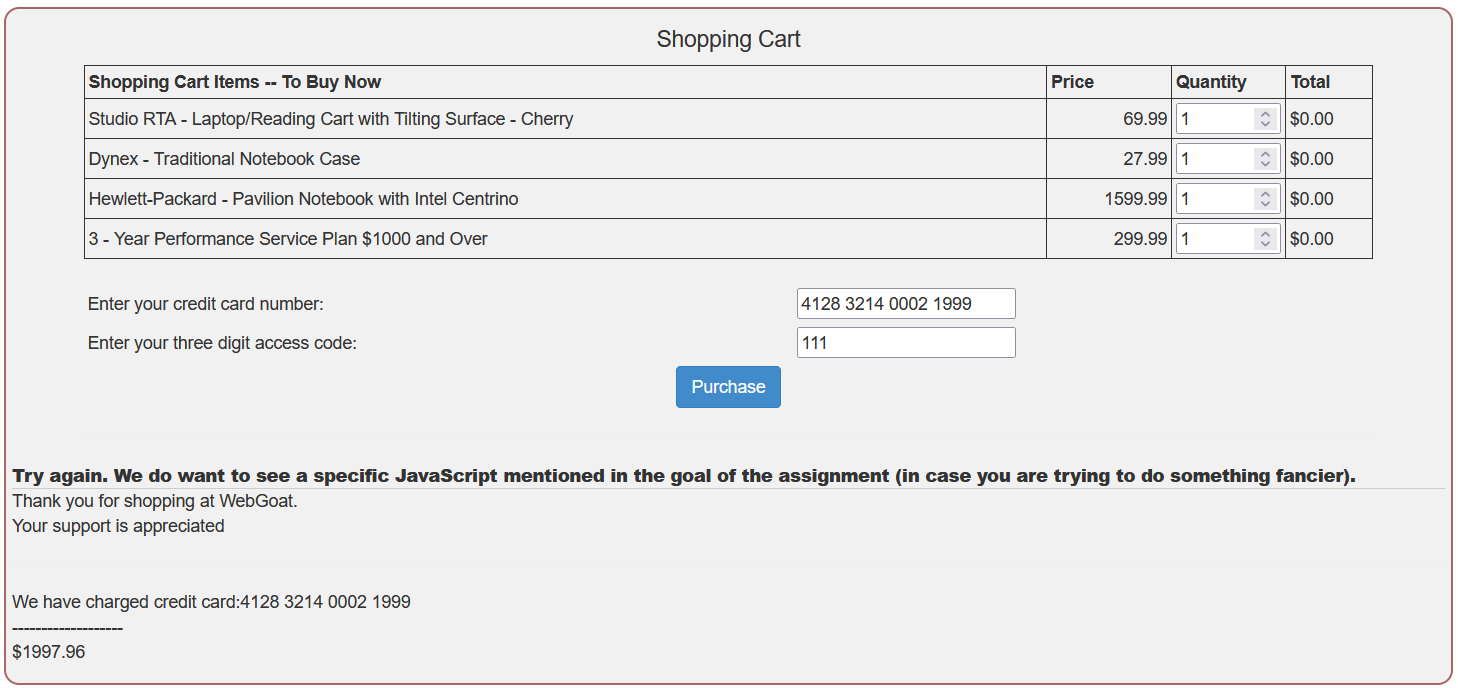 Shopping Cart
Shopping Cart Items -- To Buy Now Price Quantity Total
Studio RTA - Laptop/Reading Cart with Tilting Surface - Cherry 69.99 1 $0.00
Dynex - Traditional Notebook Case 27.99 1 $0.00
Hewlett-Packard - Pavilion Notebook with Intel Centrino 1599.99 1 $0.00
3 - Year Performance Service Plan $1000 and Over 299.99 1 $0.00
Enter your credit card number: 4128 3214 0002 1999
Enter your three digit access code: 111
Purchase
Try again. We do want to see a specific JavaScript mentioned in the goal of the assignment (in case you are trying to do something fancier).
Thank you for shopping at WebGoat.
Your support is appreciated
We have charged credit card:4128 3214 0002 1999
-------------------
$1997.96